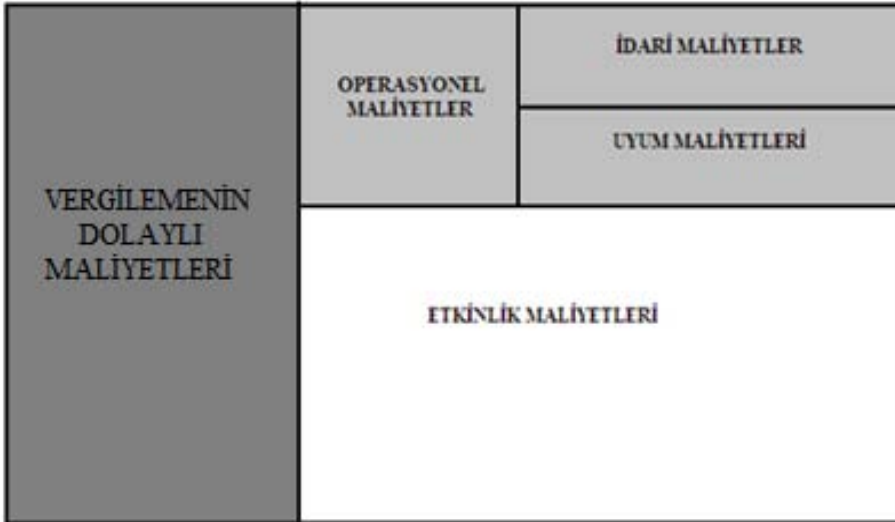 VERGİLEMENİN
DOLAYLI
MALİYETLERİ
OPERASYONEL
MALİYETLER
İDARİ MALİYETLER
UYUM MALİYETLERİ
ETKİNLİK MALİYETLERİ